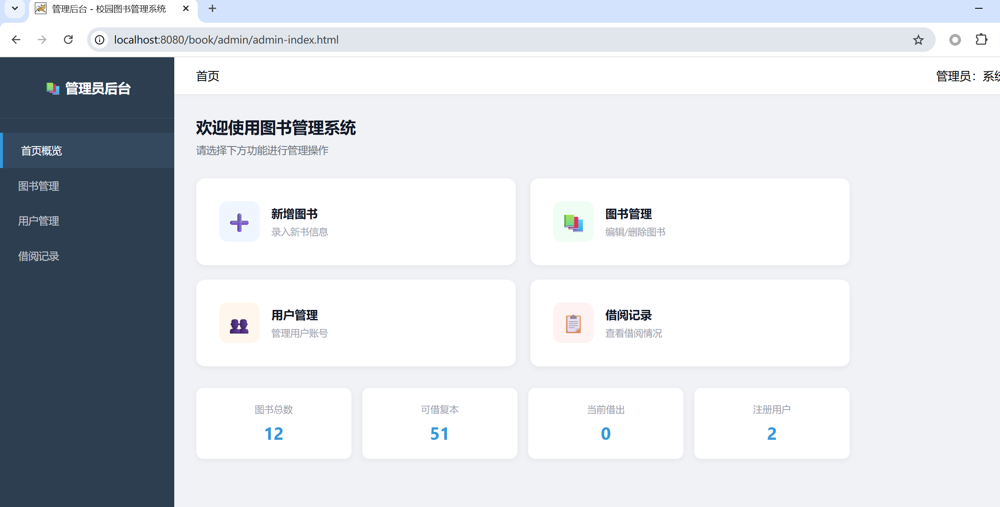 管理后台 - 校园图书管理系统
localhost:8080/book/admin/admin-index.html
管理员后台
首页
管理员：系统
首页概览
图书管理
用户管理
借阅记录
欢迎使用图书管理系统
请选择下方功能进行管理操作
新增图书
录入新书信息
图书管理
编辑/删除图书
用户管理
管理用户账号
借阅记录
查看借阅情况
图书总数
12
可借复本
51
当前借出
0
注册用户
2